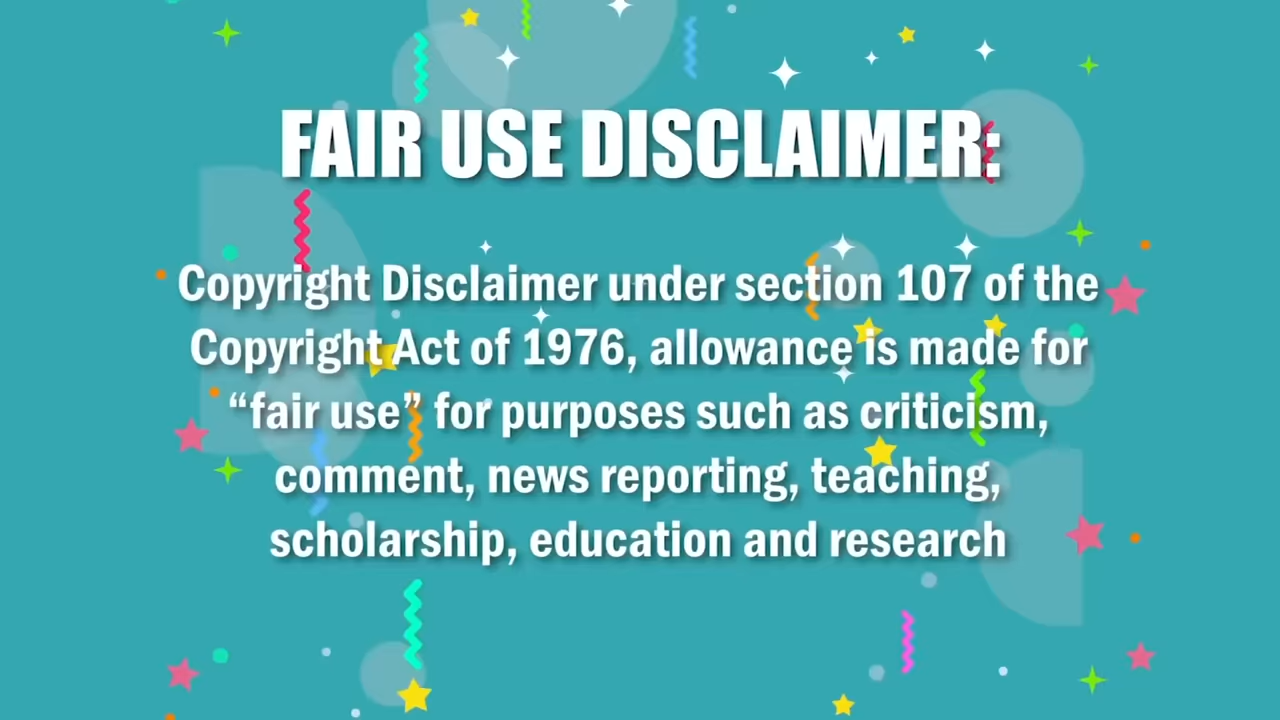 FAIR USE DISCLAIMER:
Copyright Disclaimer under section 107 of the
Copyright Act of 1976, allowance is made for
“fair use” for purposes such as criticism,
comment, news reporting, teaching,
scholarship, education and research